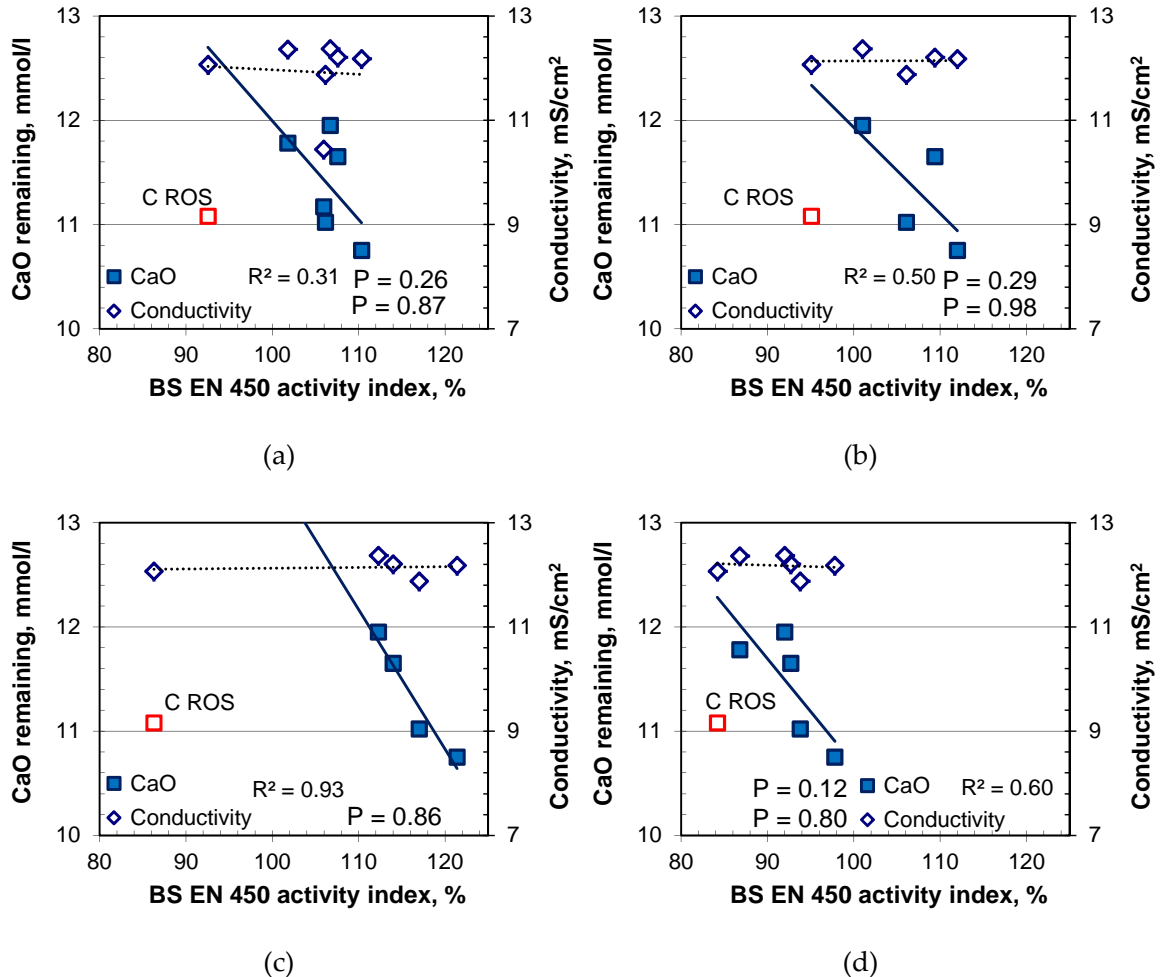 CaO remaining, mmol/l
13
12
11
10
C ROS
CaO
Conductivity
R² = 0.31
P = 0.26
P = 0.87
13
11
9
7
Conductivity, mS/cm²
80 90 100 110 120
BS EN 450 activity index, %
(a)
CaO remaining, mmol/l
13
12
11
10
C ROS
CaO
Conductivity
R² = 0.50
P = 0.29
P = 0.98
13
11
9
7
Conductivity, mS/cm²
80 90 100 110 120
BS EN 450 activity index, %
(b)
CaO remaining, mmol/l
13
12
11
10
C ROS
CaO
Conductivity
R² = 0.93
P = 0.86
13
11
9
7
Conductivity, mS/cm²
80 90 100 110 120
BS EN 450 activity index, %
(c)
CaO remaining, mmol/l
13
12
11
10
C ROS
P = 0.12
P = 0.80
CaO
Conductivity
R² = 0.60
13
11
9
7
Conductivity, mS/cm²
80 90 100 110 120
BS EN 450 activity index, %
(d)